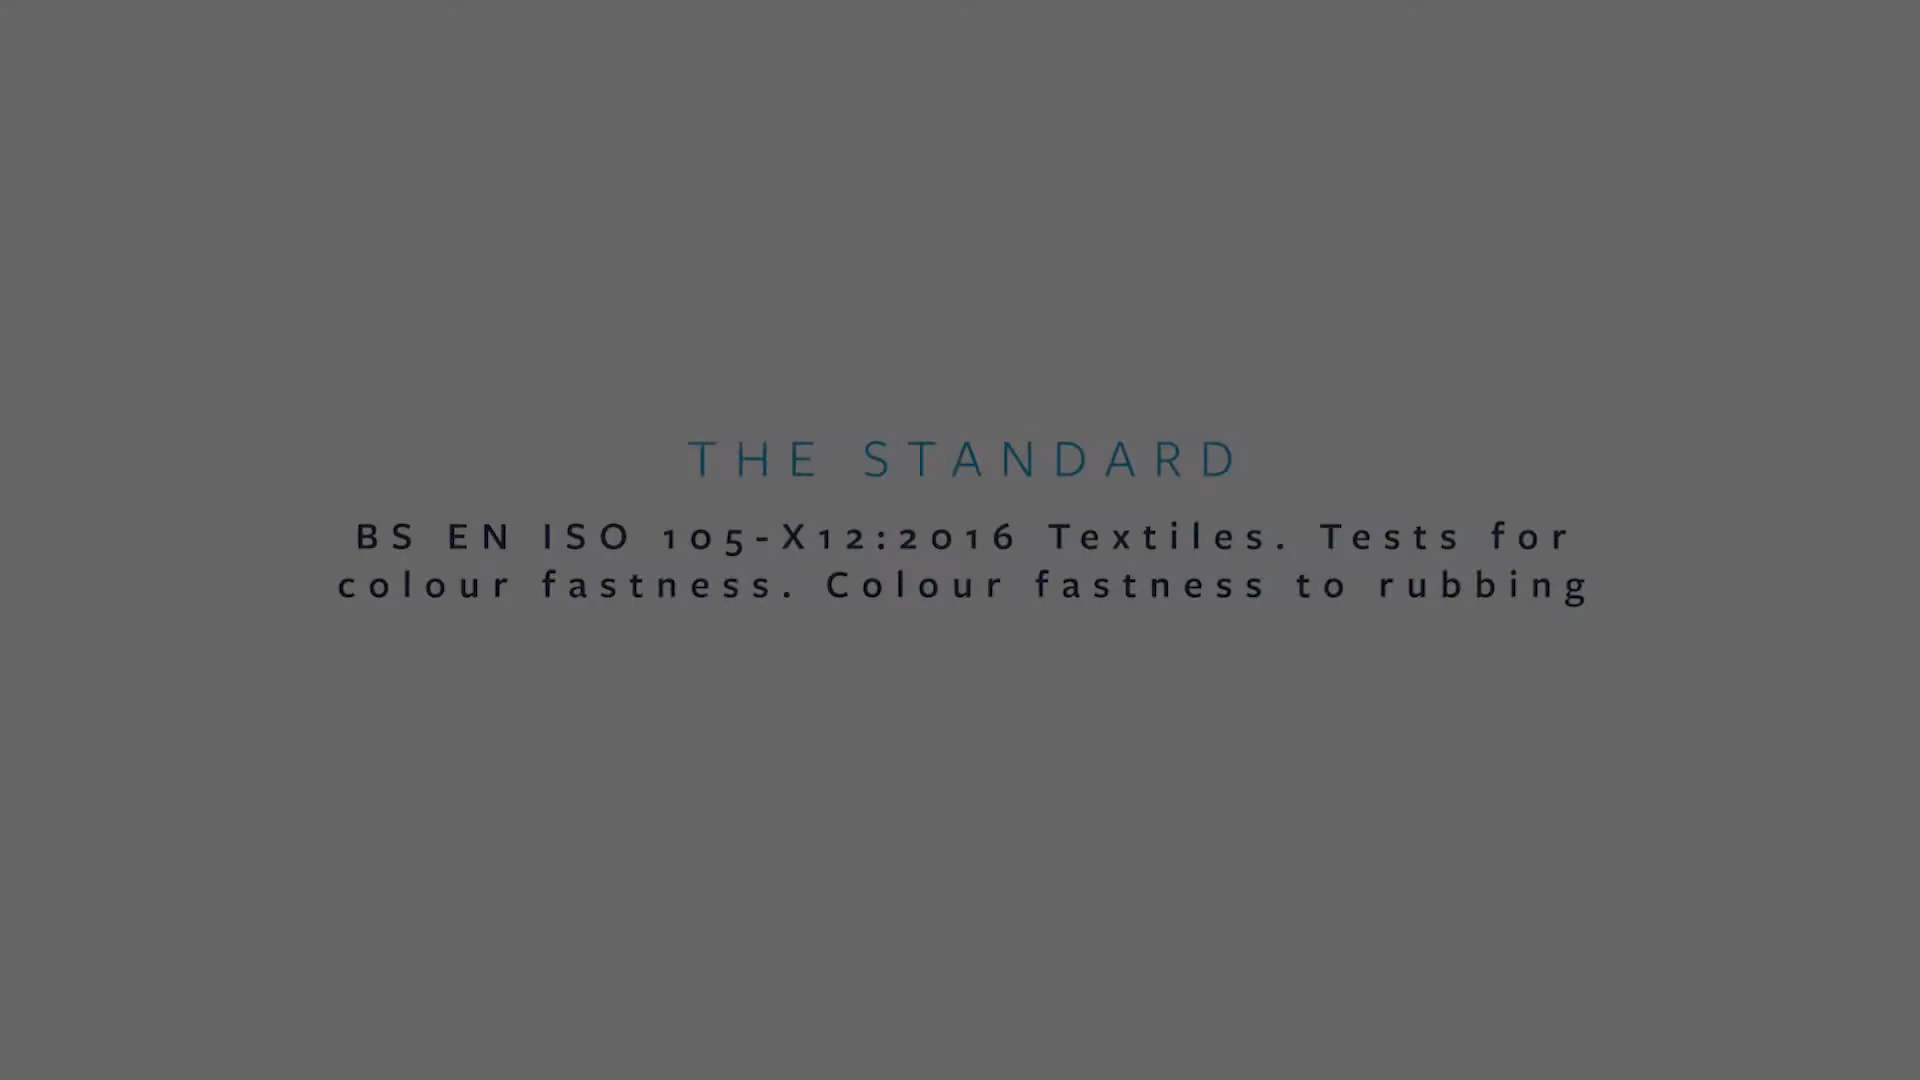 THE STANDARD
BS EN ISO 105-X12:2016 Textiles. Tests for
colour fastness. Colour fastness to rubbing